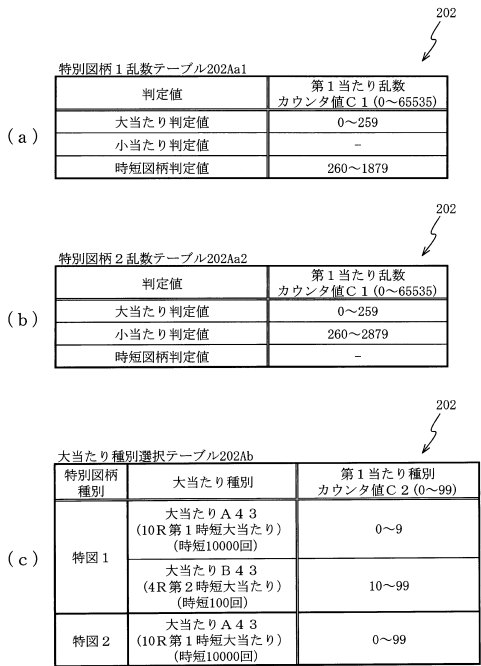 202
特別図柄1乱数テーブル202Aa1
判定値
第1当たり乱数
カウンタ値C1(0～65535)
(a)
大当たり判定値
0～259
小当たり判定値
-
時短図柄判定値
260～1879
202
特別図柄2乱数テーブル202Aa2
判定値
第1当たり乱数
カウンタ値C1(0～65535)
(b)
大当たり判定値
0～259
小当たり判定値
260～2879
時短図柄判定値
-
202
大当たり種別選択テーブル202Ab
特別図柄
種別
大当たり種別
第1当たり種別
カウンタ値C2(0～99)
(c)
特図1
大当たりA43
(10R第1時短大当たり)
(時短10000回)
0～9
大当たりB43
(4R第2時短大当たり)
(時短100回)
10～99
特図2
大当たりA43
(10R第1時短大当たり)
(時短10000回)
0～99